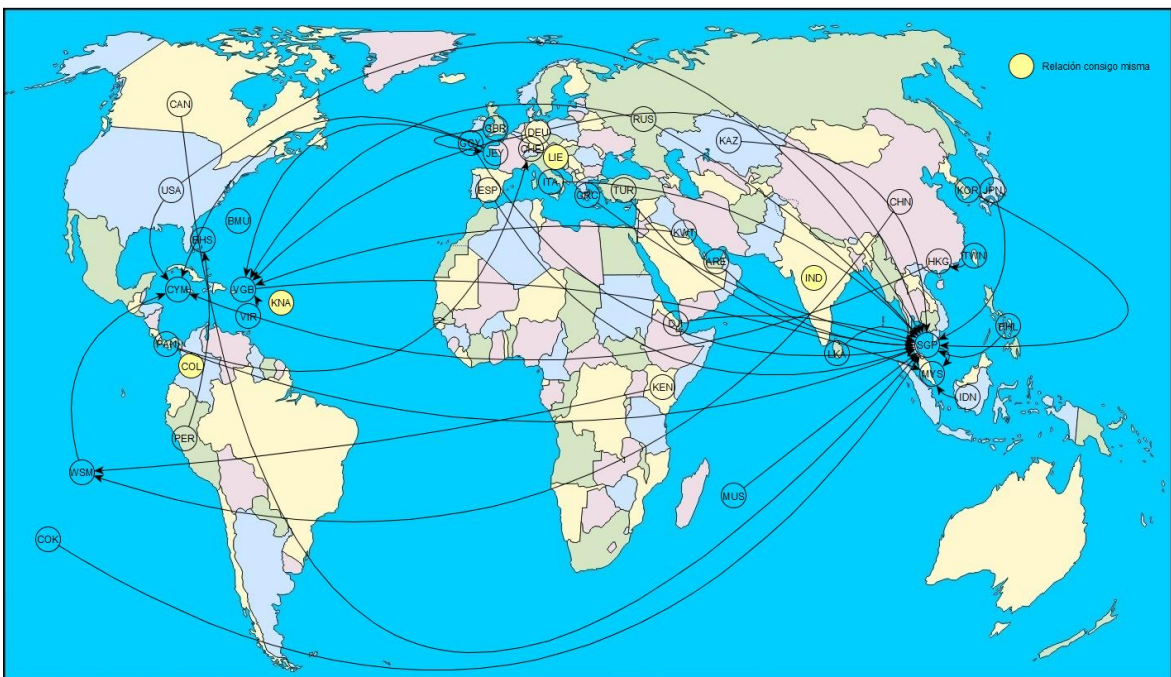 Relación consigo misma
CAN
RUS
GBR
DEU
KAZ
JEY
CHE
LIE
USA
ESP
ITA
GRC
TUR
KOR
JPN
CHN
BMU
BHS
KWT
ARE
HKG
TWN
IND
CYM
VGB
KNA
VIR
DJI
PHL
PAN
SGP
LKA
COL
MYS
KEN
IDN
PER
WSM
MUS
COK